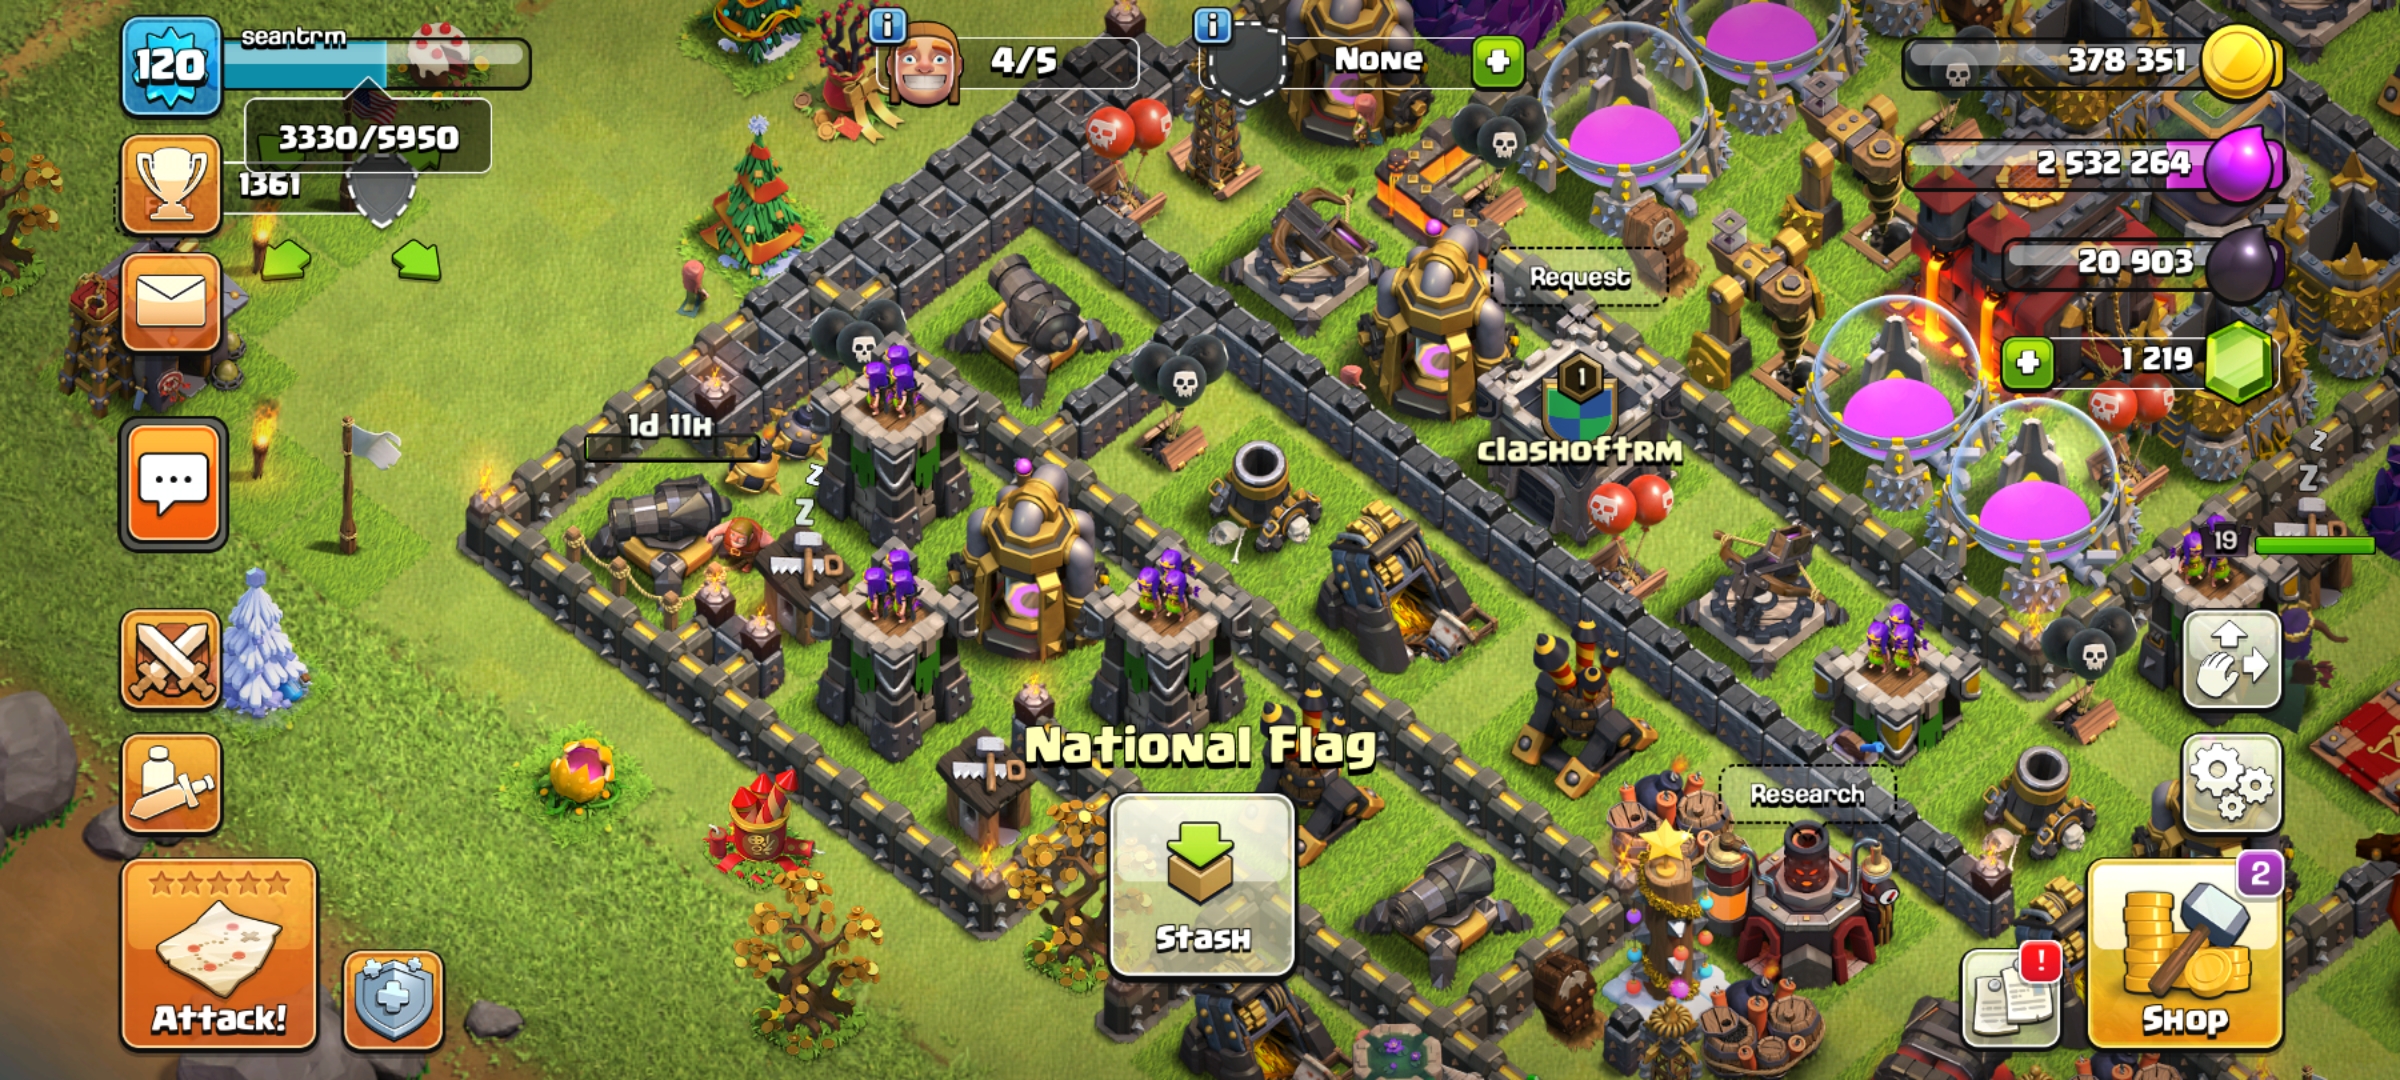 120
seantrm
4/5
None
378 351
3330/5950
1361
2 532 264
20 903
Request
1 219
1
clashoftrm
1d 11H
z
Z
z
Z
19
National Flag
Research
Stash
2
Attack!
!
Shop